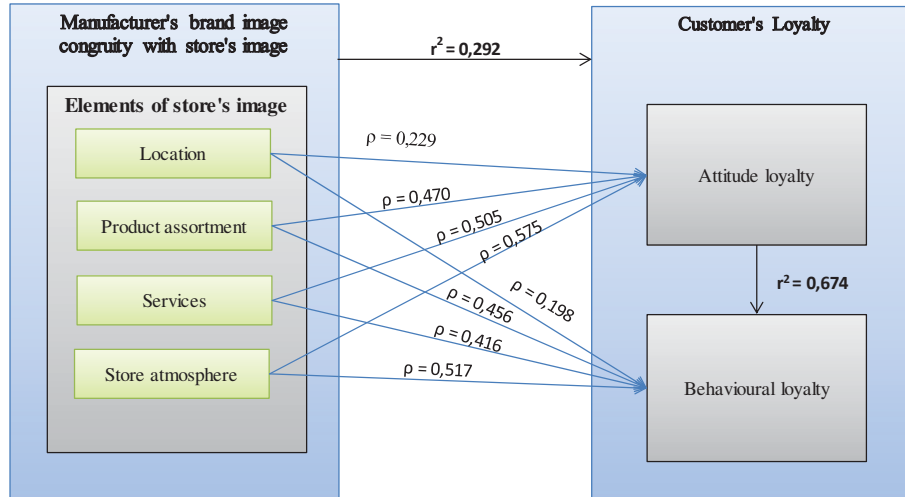 Manufacturer's brand image
congruity with store's image
Customer's Loyalty
r² = 0,292
Elements of store's image
Location
Product assortment
Services
Store atmosphere
ρ = 0,229
ρ = 0,470
ρ = 0,505
ρ = 0,575
ρ = 0,198
ρ = 0,456
ρ = 0,416
ρ = 0,517
Attitude loyalty
r² = 0,674
Behavioural loyalty